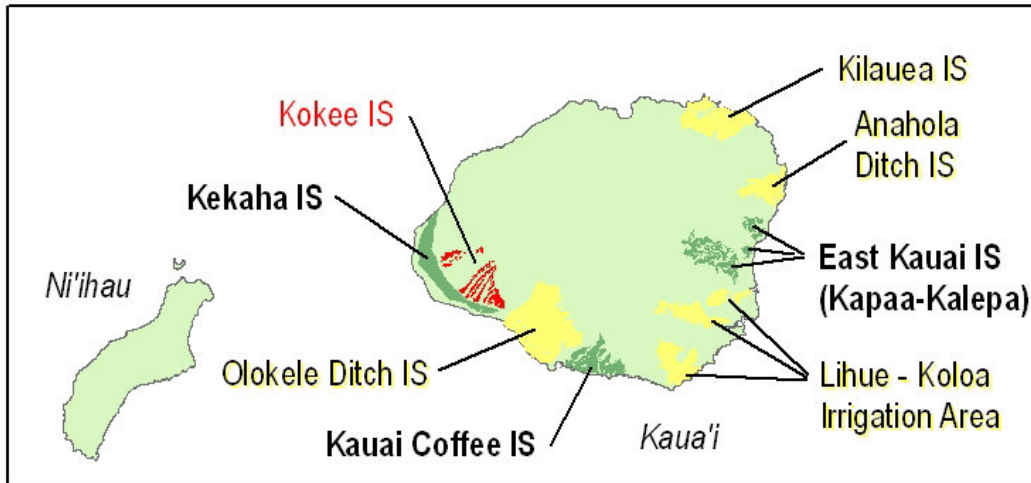 Kilauea IS
Kokee IS
Anahola
Ditch IS
Kekaha IS
East Kauai IS
(Kapaa-Kalepa)
Ni'ihau
Olokele Ditch IS
Lihue - Koloa
Irrigation Area
Kauai Coffee IS
Kaua'i